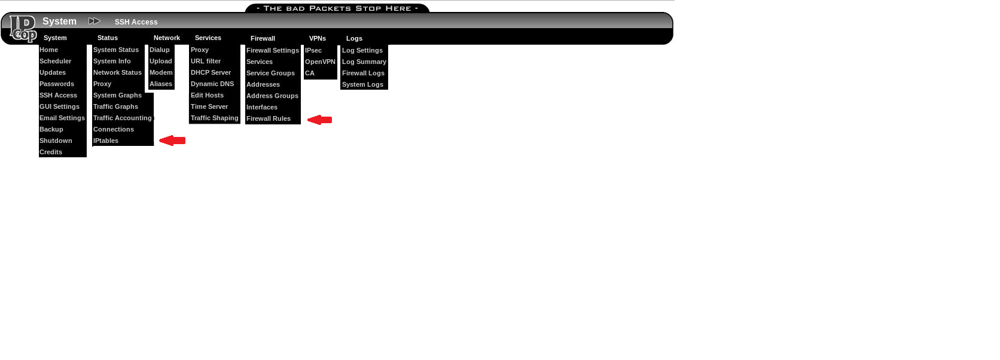 - The bad Packets Stop Here -
IP Cop
System SSH Access
System Status Network Services Firewall VPNs Logs
Home
Scheduler
Updates
Passwords
SSH Access
GUI Settings
Email Settings
Backup
Shutdown
Credits
System Status
System Info
Network Status
Proxy
System Graphs
Traffic Graphs
Traffic Accounting
Connections
IPtables
Dialup
Upload
Modem
Aliases
Proxy
URL filter
DHCP Server
Dynamic DNS
Edit Hosts
Time Server
Traffic Shaping
Firewall Settings
Services
Service Groups
Addresses
Address Groups
Interfaces
Firewall Rules
IPsec
OpenVPN
CA
Log Settings
Log Summary
Firewall Logs
System Logs